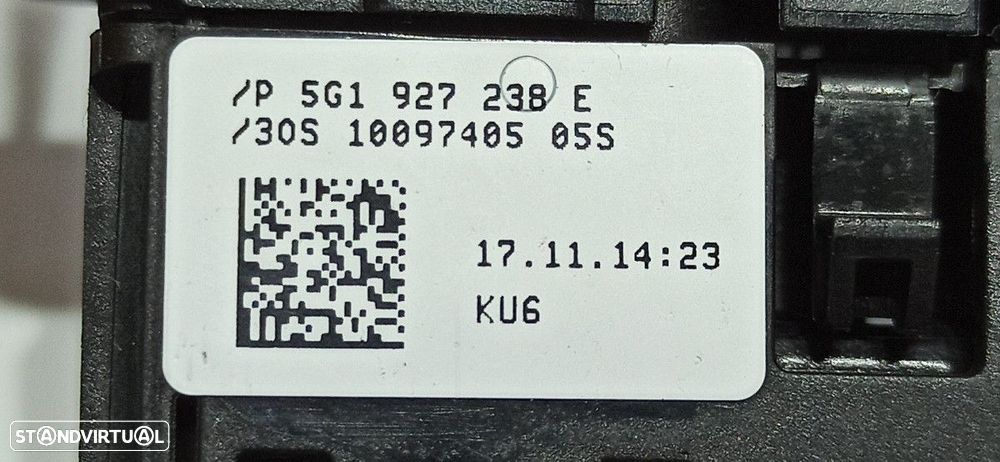 /P 5G1 927 238 E
/30S 10097405 05S
17.11.14:23
KU6
STANDVIRTUAL